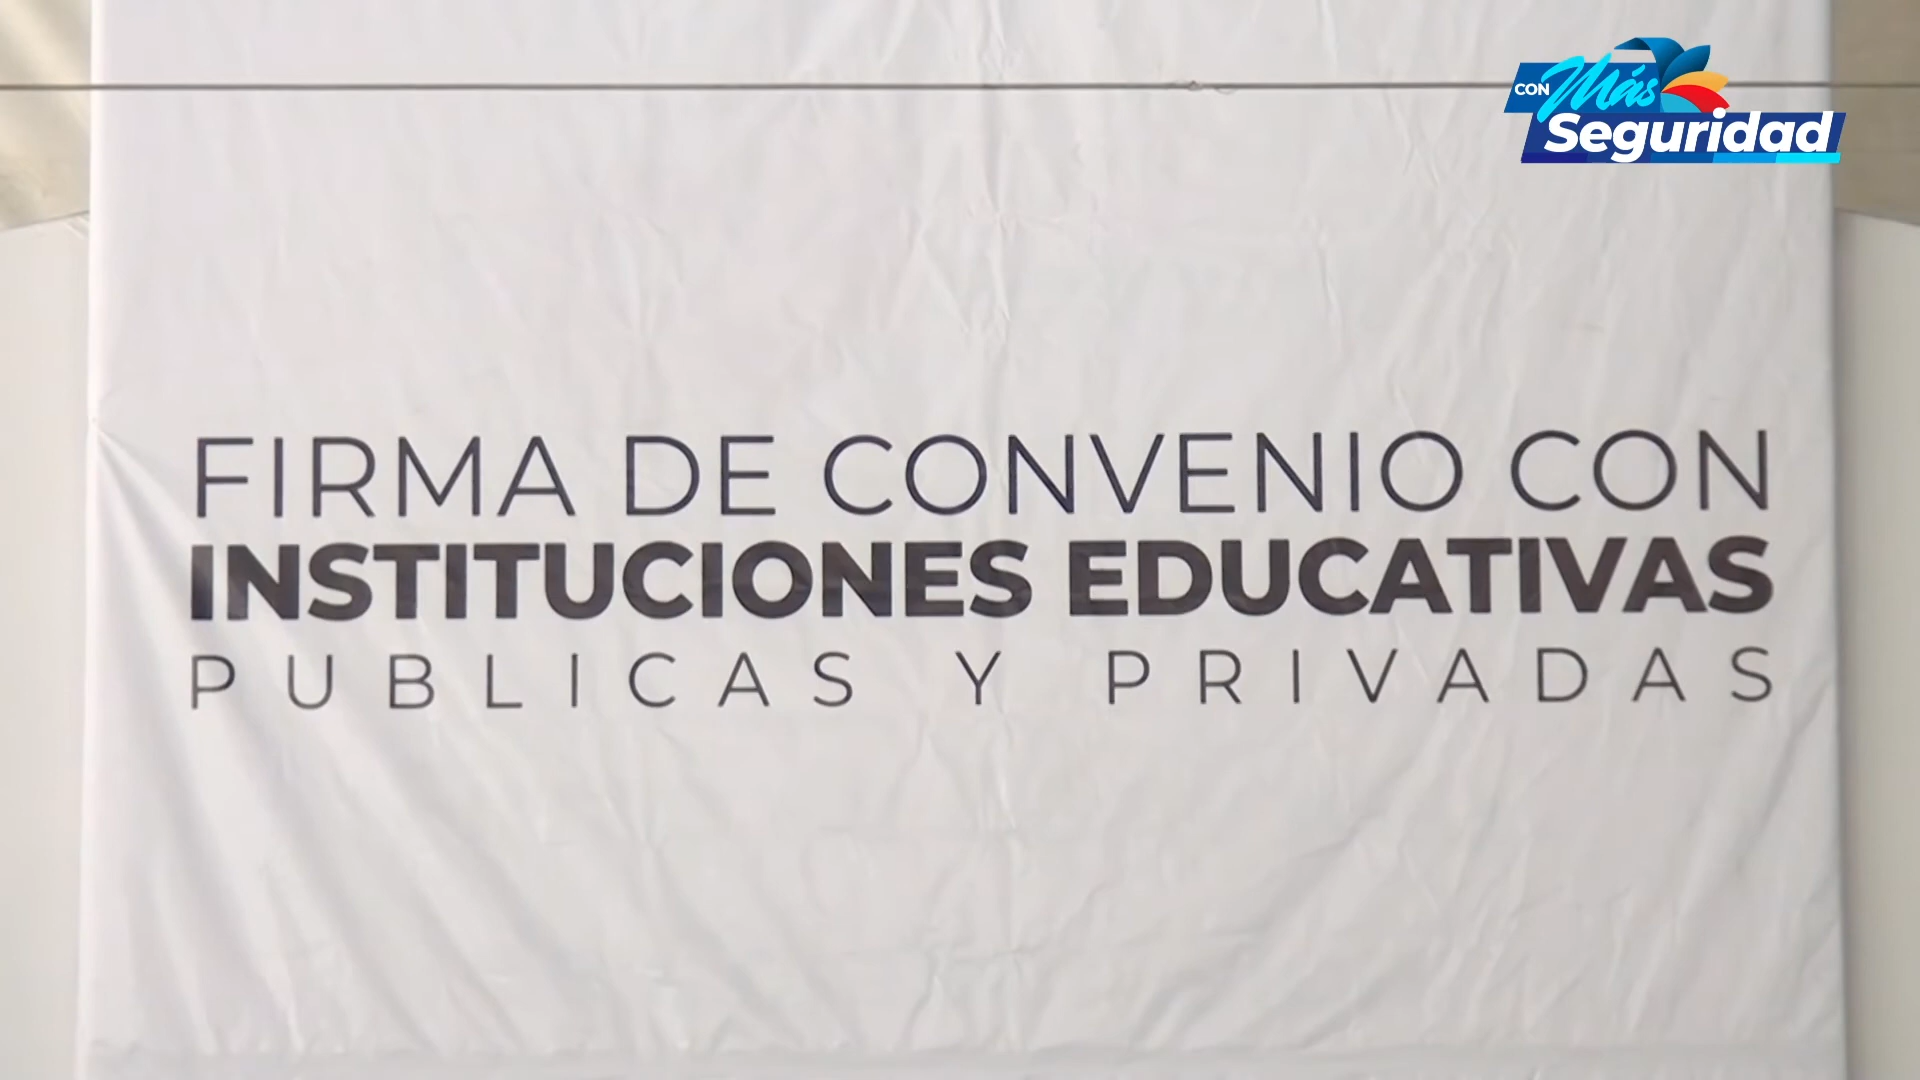 CON Más
Seguridad
FIRMA DE CONVENIO CON
INSTITUCIONES EDUCATIVAS
PUBLICAS Y PRIVADAS